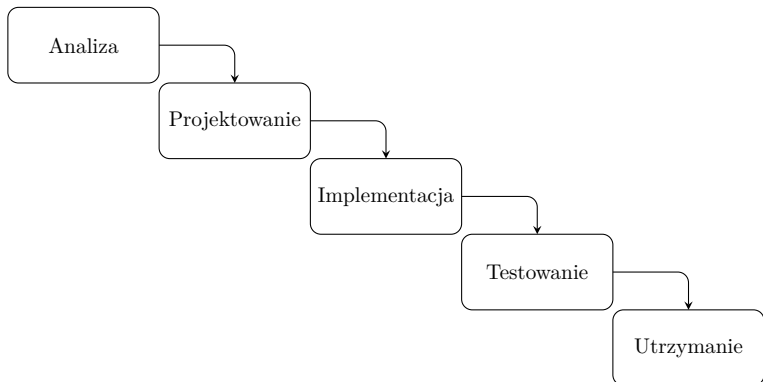 Analiza
Projektowanie
Implementacja
Testowanie
Utrzymanie